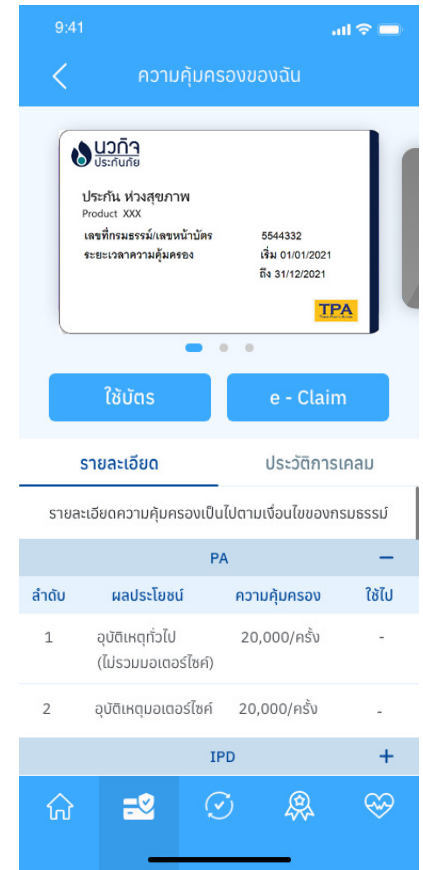 9:41
ความคุ้มครองของฉัน
นวกิจ
ประกันภัย
ประกัน ห่วงสุขภาพ
Product XXX
เลขที่กรมธรรม์/เลขหน้าบัตร 5544332
ระยะเวลาความคุ้มครอง เริ่ม 01/01/2021
ถึง 31/12/2021
TPA
ใช้บัตร e - Claim
รายละเอียด ประวัติการเคลม
รายละเอียดความคุ้มครองเป็นไปตามเงื่อนไขของกรมธรรม์
PA −
ลำดับ ผลประโยชน์ ความคุ้มครอง ใช้ไป
1 อุบัติเหตุทั่วไป 20,000/ครั้ง -
(ไม่รวมมอเตอร์ไซค์)
2 อุบัติเหตุมอเตอร์ไซค์ 20,000/ครั้ง -
IPD +